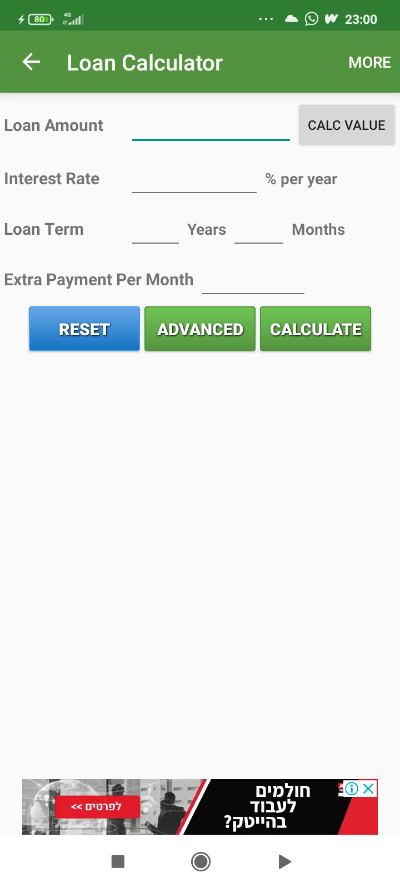 80 4G 23:00
Loan Calculator MORE
Loan Amount CALC VALUE
Interest Rate % per year
Loan Term Years Months
Extra Payment Per Month
RESET ADVANCED CALCULATE
חולמים
לעבוד
בהייטק?
לפרטים >>